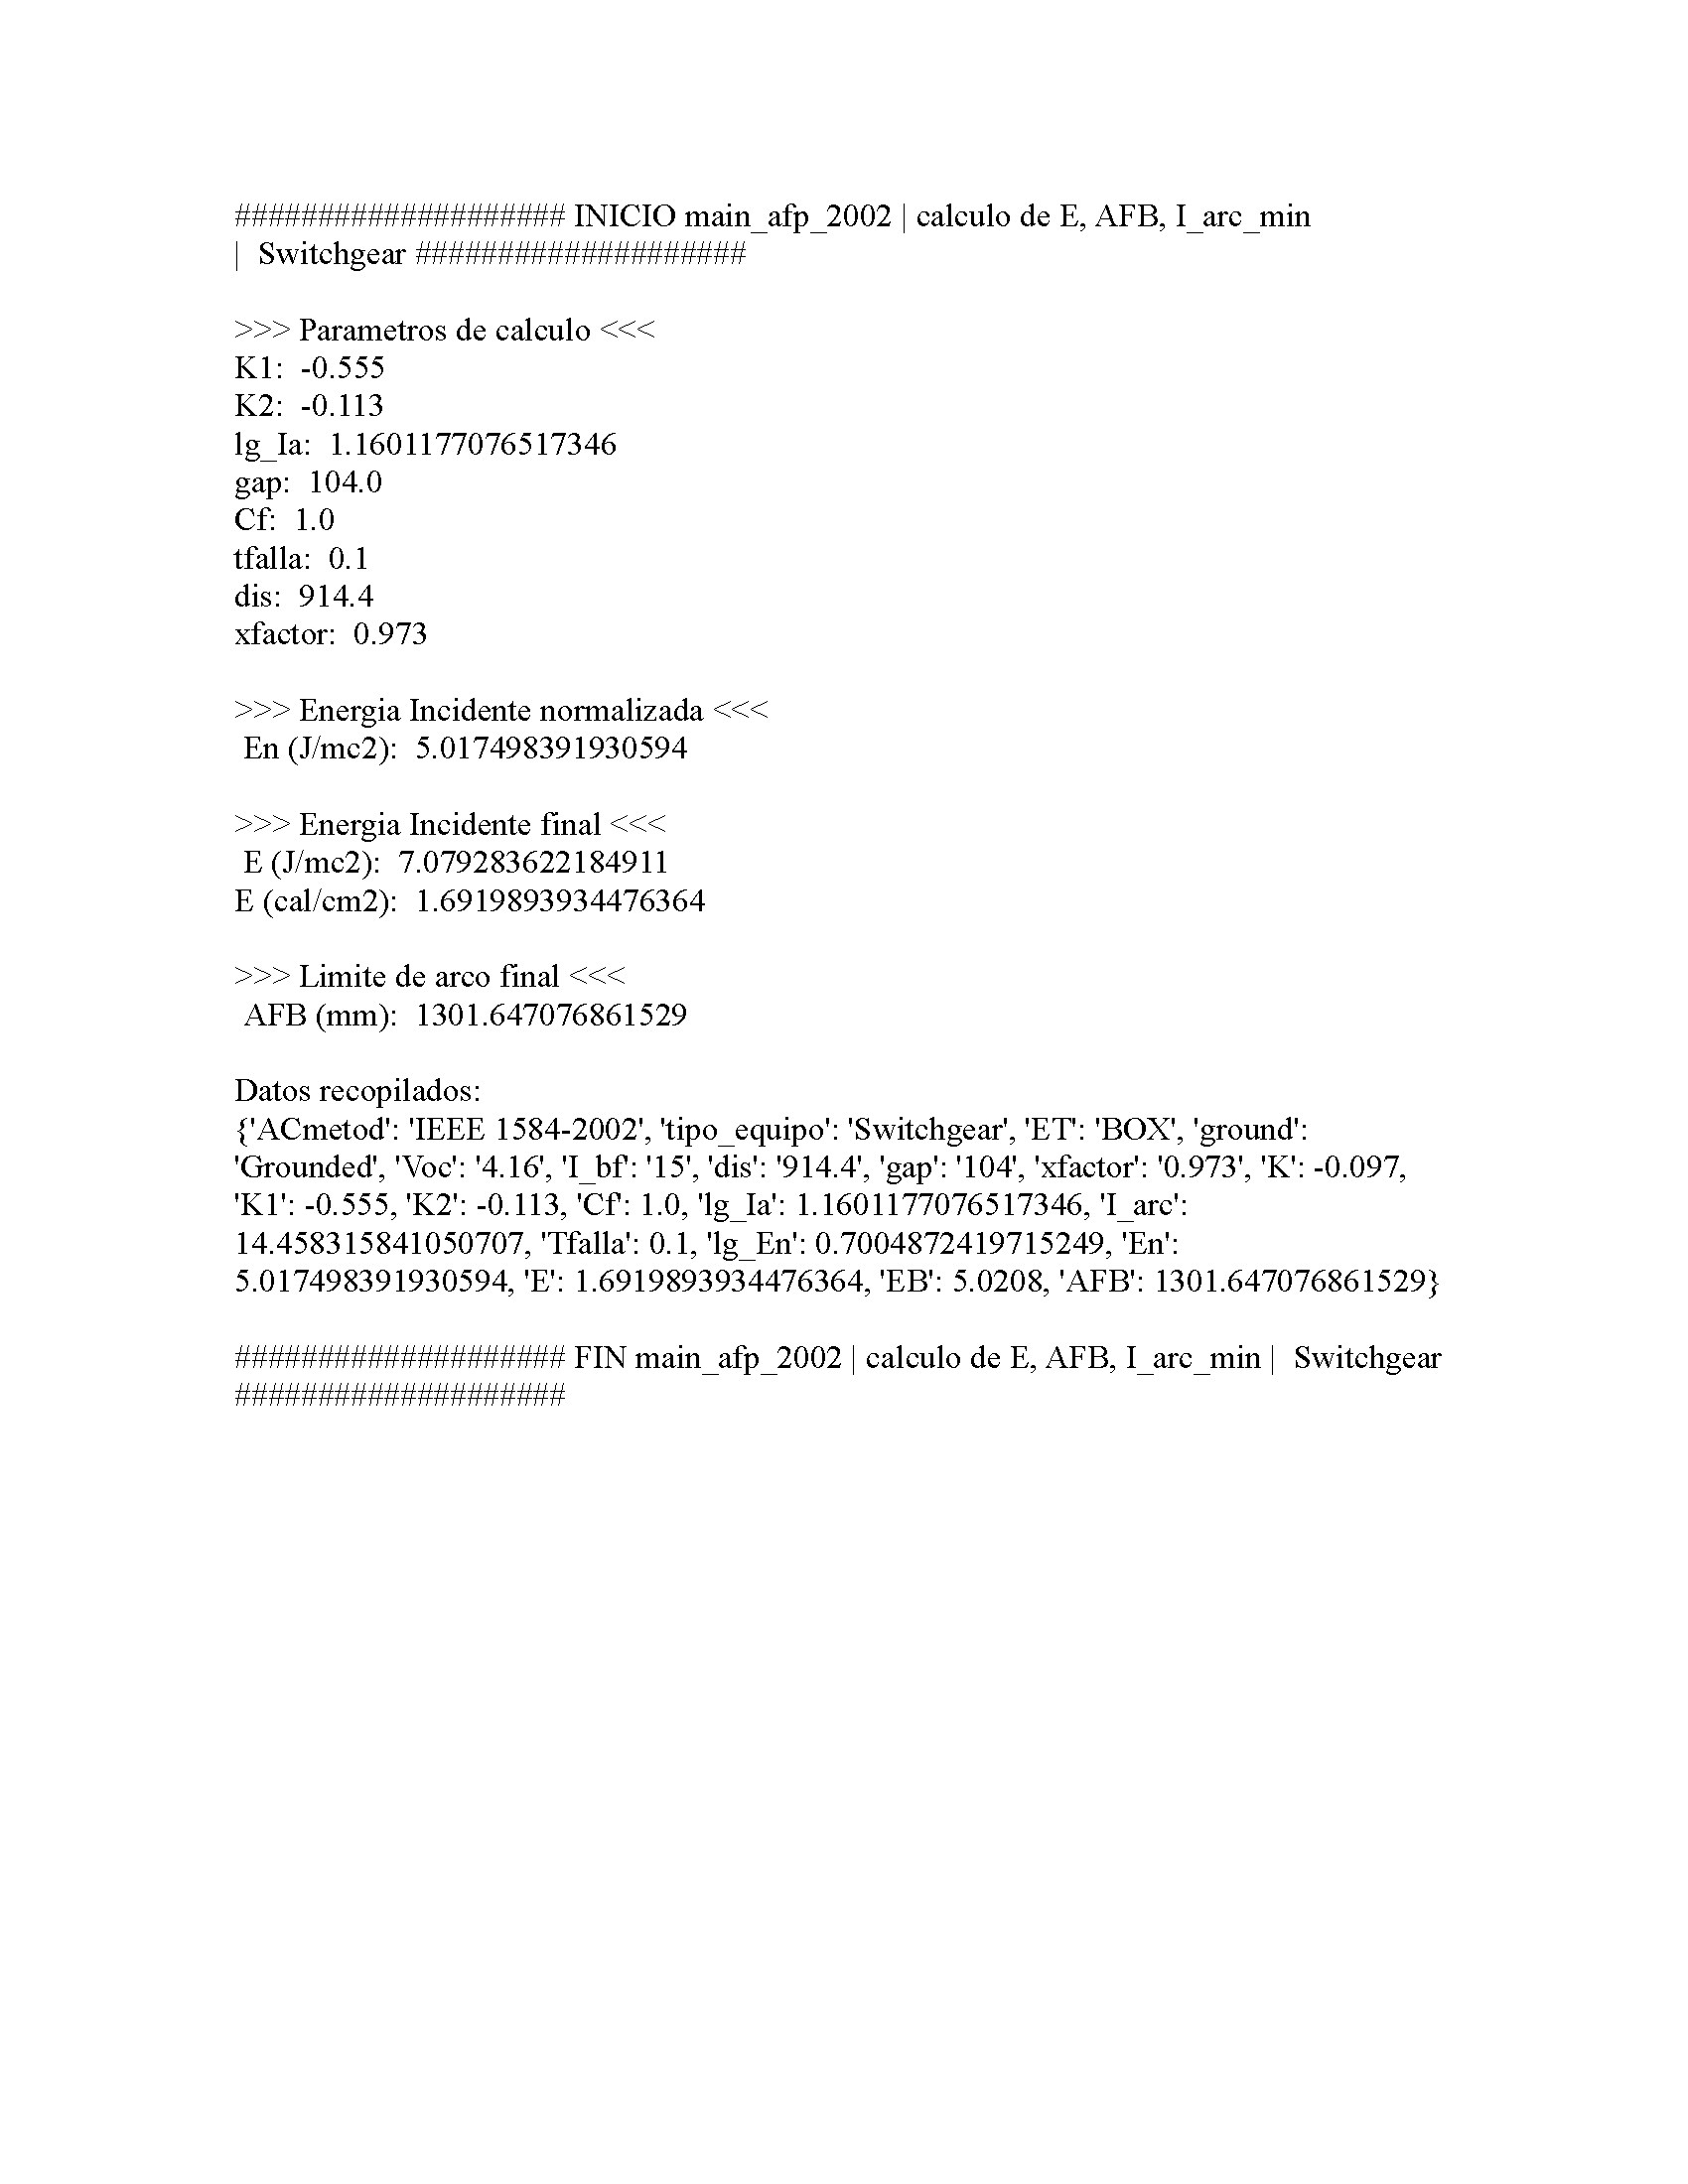 #################### INICIO main_afp_2002 | calculo de E, AFB, I_arc_min
|  Switchgear ####################
>>> Parametros de calculo <<<
K1:  -0.555
K2:  -0.113
lg_Ia:  1.1601177076517346
gap:  104.0
Cf:  1.0
tfalla:  0.1
dis:  914.4
xfactor:  0.973
>>> Energia Incidente normalizada <<<
En (J/mc2):  5.017498391930594
>>> Energia Incidente final <<<
E (J/mc2):  7.079283622184911
E (cal/cm2):  1.6919893934476364
>>> Limite de arco final <<<
AFB (mm):  1301.647076861529
Datos recopilados:
{'ACmetod': 'IEEE 1584-2002', 'tipo_equipo': 'Switchgear', 'ET': 'BOX', 'ground':
'Grounded', 'Voc': '4.16', 'I_bf': '15', 'dis': '914.4', 'gap': '104', 'xfactor': '0.973', 'K': -0.097,
'K1': -0.555, 'K2': -0.113, 'Cf': 1.0, 'lg_Ia': 1.1601177076517346, 'I_arc':
14.458315841050707, 'Tfalla': 0.1, 'lg_En': 0.7004872419715249, 'En':
5.017498391930594, 'E': 1.6919893934476364, 'EB': 5.0208, 'AFB': 1301.647076861529}
#################### FIN main_afp_2002 | calculo de E, AFB, I_arc_min |  Switchgear
####################